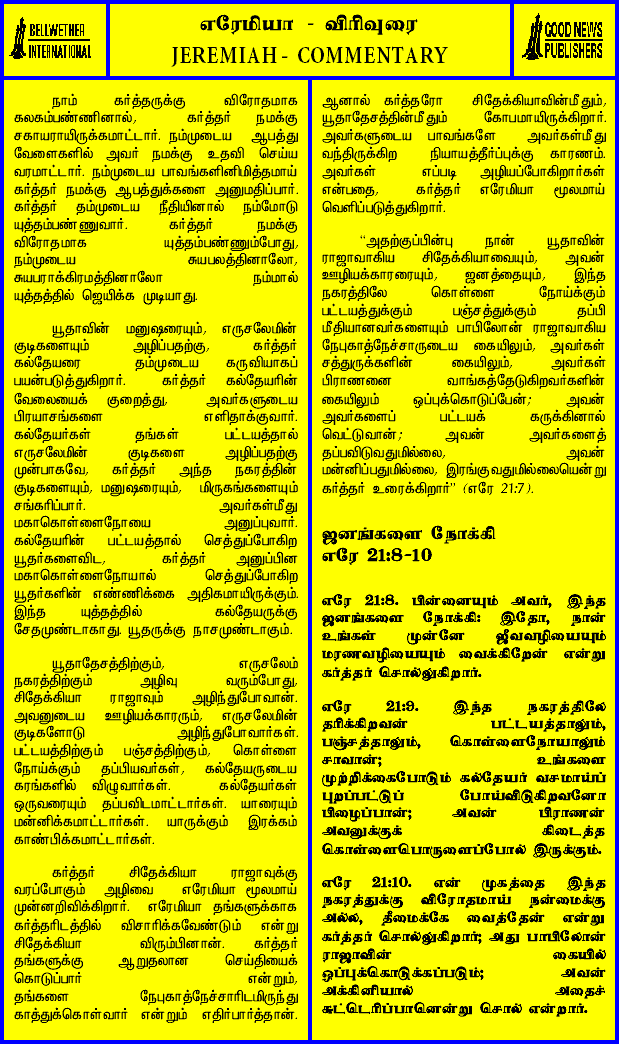 BELLWETHER
INTERNATIONAL
எரேமியா - விரிவுரை
JEREMIAH - COMMENTARY
GOOD NEWS
PUBLISHERS
நாம் கர்த்தருக்கு விரோதமாக
கலகம்பண்ணினால், கர்த்தர் நமக்கு
சகாயராயிருக்கமாட்டார். நம்முடைய ஆபத்து
வேளைகளில் அவர் நமக்கு உதவி செய்ய
வரமாட்டார். நம்முடைய பாவங்களினிமித்தமாய்
கர்த்தர் நமக்கு ஆபத்துக்களை அனுமதிப்பார்.
கர்த்தர் தம்முடைய நீதியினால் நம்மோடு
யுத்தம்பண்ணுவார். கர்த்தர் நமக்கு
விரோதமாக யுத்தம்பண்ணும்போது,
நம்முடைய சுயபலத்தினாலோ,
சுயபராக்கிரமத்தினாலோ நம்மால்
யுத்தத்தில் ஜெயிக்க முடியாது.
யூதாவின் மனுஷரையும், எருசலேமின்
குடிகளையும் அழிப்பதற்கு, கர்த்தர்
கல்தேயரை தம்முடைய கருவியாகப்
பயன்படுத்துகிறார். கர்த்தர் கல்தேயரின்
வேலையைக் குறைத்து, அவர்களுடைய
பிரயாசங்களை எளிதாக்குவார்.
கல்தேயர்கள் தங்கள் பட்டயத்தால்
எருசலேமின் குடிகளை அழிப்பதற்கு
முன்பாகவே, கர்த்தர் அந்த நகரத்தின்
குடிகளையும், மனுஷரையும், மிருகங்களையும்
சங்கரிப்பார். அவர்கள்மீது
மகாகொள்ளைநோயை அனுப்புவார்.
கல்தேயரின் பட்டயத்தால் செத்துப்போகிற
யூதர்களைவிட, கர்த்தர் அனுப்பின
மகாகொள்ளைநோயால் செத்துப்போகிற
யூதர்களின் எண்ணிக்கை அதிகமாயிருக்கும்.
இந்த யுத்தத்தில் கல்தேயருக்கு
சேதமுண்டாகாது. யூதருக்கு நாசமுண்டாகும்.
யூதாதேசத்திற்கும், எருசலேம்
நகரத்திற்கும் அழிவு வரும்போது,
சிதேக்கியா ராஜாவும் அழிந்துபோவான்.
அவனுடைய ஊழியக்காரரும், எருசலேமின்
குடிகளோடு அழிந்துபோவார்கள்.
பட்டயத்திற்கும் பஞ்சத்திற்கும், கொள்ளை
நோய்க்கும் தப்பியவர்கள், கல்தேயருடைய
கரங்களில் விழுவார்கள். கல்தேயர்கள்
ஒருவரையும் தப்பவிடமாட்டார்கள். யாரையும்
மன்னிக்கமாட்டார்கள். யாருக்கும் இரக்கம்
காண்பிக்கமாட்டார்கள்.
கர்த்தர் சிதேக்கியா ராஜாவுக்கு
வரப்போகும் அழிவை எரேமியா மூலமாய்
முன்னறிவிக்கிறார். எரேமியா தங்களுக்காக
கர்த்தரிடத்தில் விசாரிக்கவேண்டும் என்று
சிதேக்கியா விரும்பினான். கர்த்தர்
தங்களுக்கு ஆறுதலான செய்தியைக்
கொடுப்பார் என்றும்,
தங்களை நேபுகாத்நேச்சாரிடமிருந்து
காத்துக்கொள்வார் என்றும் எதிர்பார்த்தான்.
ஆனால் கர்த்தரோ சிதேக்கியாவின்மீதும்,
யூதாதேசத்தின்மீதும் கோபமாயிருக்கிறார்.
அவர்களுடைய பாவங்களே அவர்கள்மீது
வந்திருக்கிற நியாயத்தீர்ப்புக்கு காரணம்.
அவர்கள் எப்படி அழியப்போகிறார்கள்
என்பதை, கர்த்தர் எரேமியா மூலமாய்
வெளிப்படுத்துகிறார்.
“அதற்குப்பின்பு நான் யூதாவின்
ராஜாவாகிய சிதேக்கியாவையும், அவன்
ஊழியக்காரரையும், ஜனத்தையும், இந்த
நகரத்திலே கொள்ளை நோய்க்கும்
பட்டயத்துக்கும் பஞ்சத்துக்கும் தப்பி
மீதியானவர்களையும் பாபிலோன் ராஜாவாகிய
நேபுகாத்நேச்சாருடைய கையிலும், அவர்கள்
சத்துருக்களின் கையிலும், அவர்கள்
பிராணனை வாங்கத்தேடுகிறவர்களின்
கையிலும் ஒப்புக்கொடுப்பேன்; அவன்
அவர்களைப் பட்டயக் கருக்கினால்
வெட்டுவான்; அவன் அவர்களைத்
தப்பவிடுவதுமில்லை, அவன்
மன்னிப்பதுமில்லை, இரங்குவதுமில்லையென்று
கர்த்தர் உரைக்கிறார்” (எரே 21:7).
ஜனங்களை நோக்கி
எரே 21:8-10
எரே 21:8. பின்னையும் அவர், இந்த
ஜனங்களை நோக்கி: இதோ, நான்
உங்கள் முன்னே ஜீவவழியையும்
மரணவழியையும் வைக்கிறேன் என்று
கர்த்தர் சொல்லுகிறார்.
எரே 21:9. இந்த நகரத்திலே
தரிக்கிறவன் பட்டயத்தாலும்,
பஞ்சத்தாலும், கொள்ளைநோயாலும்
சாவான்; உங்களை
முற்றிக்கைபோடும் கல்தேயர் வசமாய்ப்
புறப்பட்டுப் போய்விடுகிறவனோ
பிழைப்பான்; அவன் பிராணன்
அவனுக்குக் கிடைத்த
கொள்ளைபொருளைப்போல் இருக்கும்.
எரே 21:10. என் முகத்தை இந்த
நகரத்துக்கு விரோதமாய் நன்மைக்கு
அல்ல, தீமைக்கே வைத்தேன் என்று
கர்த்தர் சொல்லுகிறார்; அது பாபிலோன்
ராஜாவின் கையில்
ஒப்புக்கொடுக்கப்படும்; அவன்
அக்கினியால் அதைச்
சுட்டெரிப்பானென்று சொல் என்றார்.